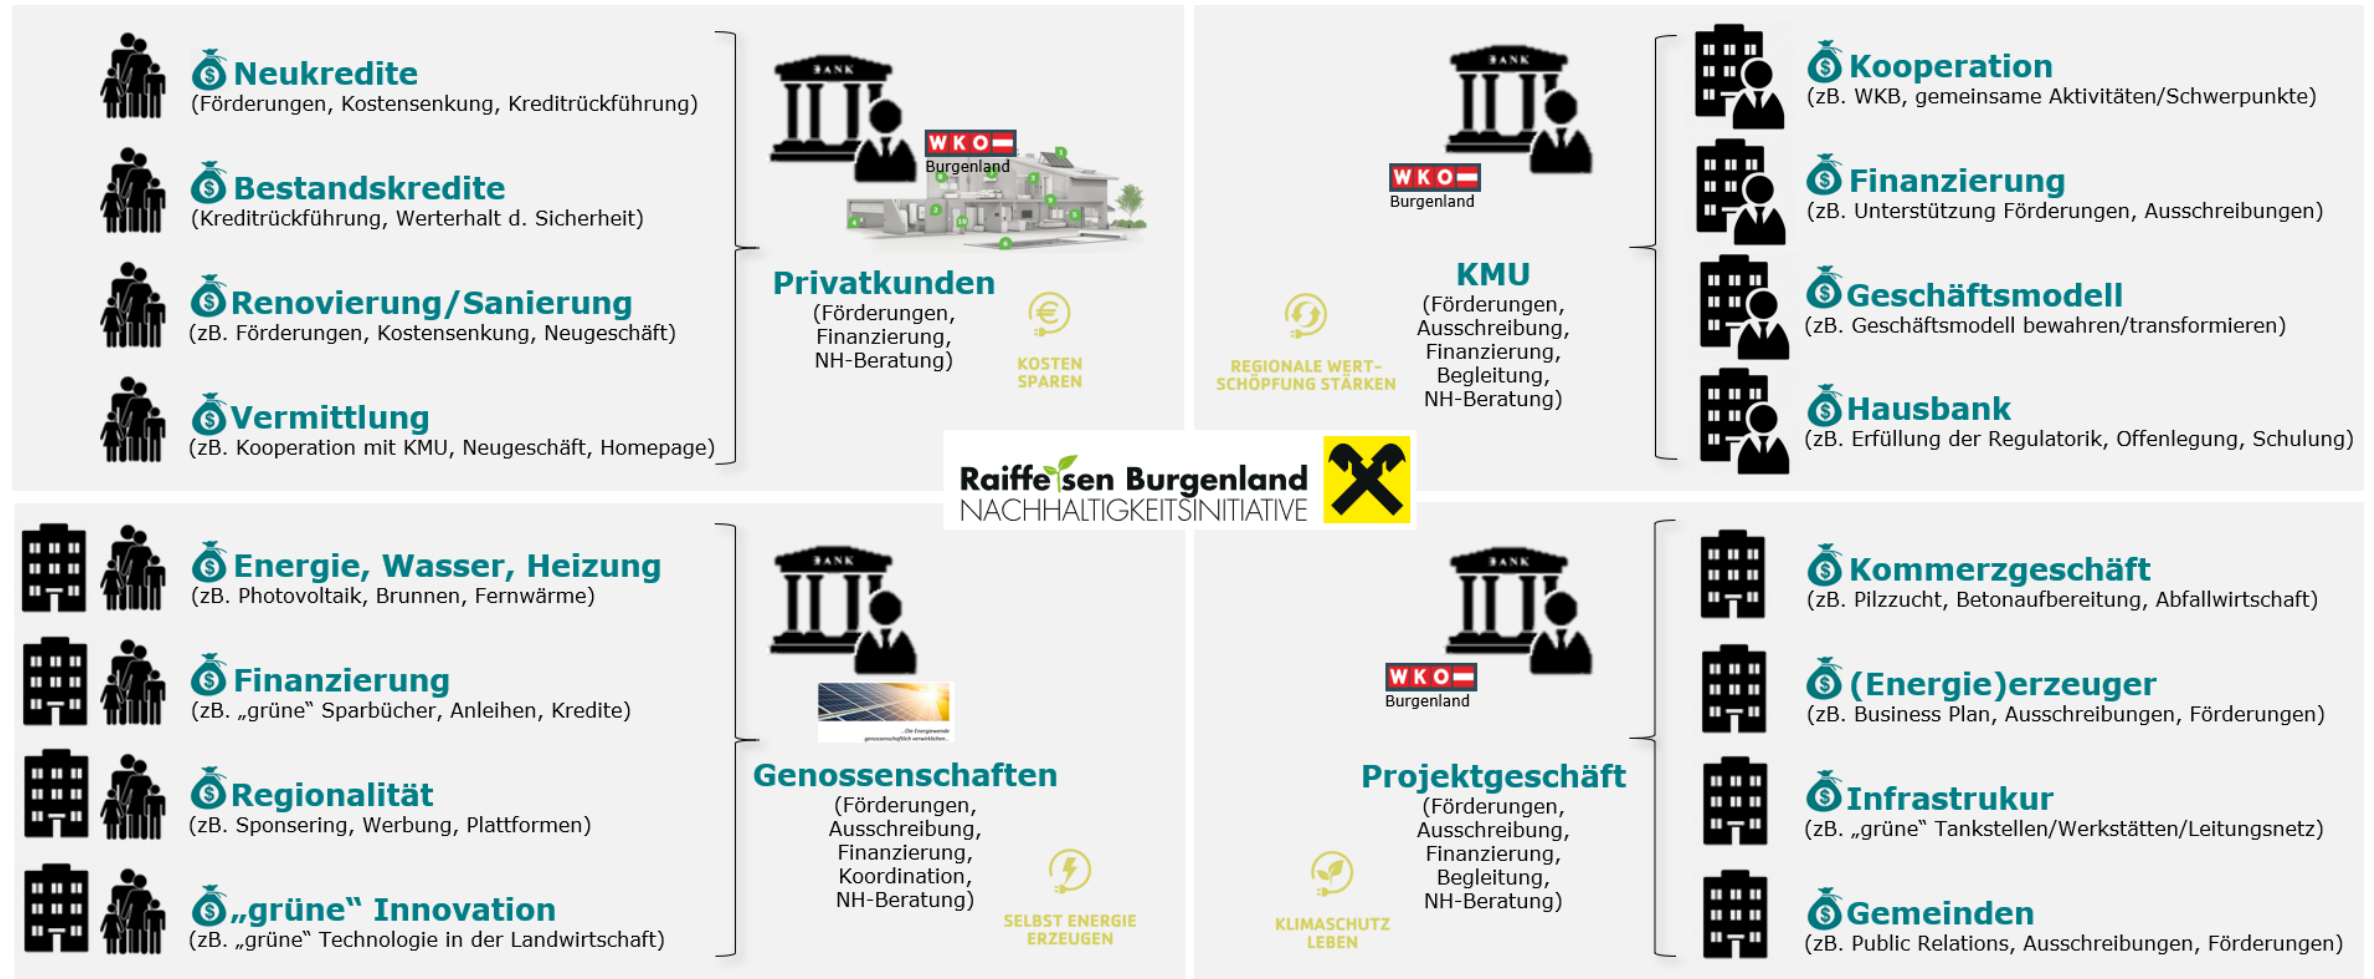 Neukredite
(Förderungen, Kostensenkung, Kreditrückführung)
Bestandskredite
(Kreditrückführung, Werterhalt d. Sicherheit)
Renovierung/Sanierung
(zB. Förderungen, Kostensenkung, Neugeschäft)
Vermittlung
(zB. Kooperation mit KMU, Neugeschäft, Homepage)
BANK
WKO
Burgenland
Privatkunden
(Förderungen,
Finanzierung,
NH-Beratung)
KOSTEN
SPAREN
BANK
WKO
Burgenland
KMU
(Förderungen,
Ausschreibung,
Finanzierung,
Begleitung,
NH-Beratung)
REGIONALE WERT-
SCHÖPFUNG STÄRKEN
Kooperation
(zB. WKB, gemeinsame Aktivitäten/Schwerpunkte)
Finanzierung
(zB. Unterstützung Förderungen, Ausschreibungen)
Geschäftsmodell
(zB. Geschäftsmodell bewahren/transformieren)
Hausbank
(zB. Erfüllung der Regulatorik, Offenlegung, Schulung)
Raiffeisen Burgenland
NACHHALTIGKEITSINITIATIVE
Energie, Wasser, Heizung
(zB. Photovoltaik, Brunnen, Fernwärme)
Finanzierung
(zB. „grüne“ Sparbücher, Anleihen, Kredite)
Regionalität
(zB. Sponsering, Werbung, Plattformen)
„grüne“ Innovation
(zB. „grüne“ Technologie in der Landwirtschaft)
BANK
...Die Energiewende
genossenschaftlich verwirklichen...
Genossenschaften
(Förderungen,
Ausschreibung,
Finanzierung,
Koordination,
NH-Beratung)
SELBST ENERGIE
ERZEUGEN
BANK
WKO
Burgenland
Projektgeschäft
(Förderungen,
Ausschreibung,
Finanzierung,
Begleitung,
NH-Beratung)
KLIMASCHUTZ
LEBEN
Kommerzgeschäft
(zB. Pilzzucht, Betonaufbereitung, Abfallwirtschaft)
(Energie)erzeuger
(zB. Business Plan, Ausschreibungen, Förderungen)
Infrastrukur
(zB. „grüne“ Tankstellen/Werkstätten/Leitungsnetz)
Gemeinden
(zB. Public Relations, Ausschreibungen, Förderungen)